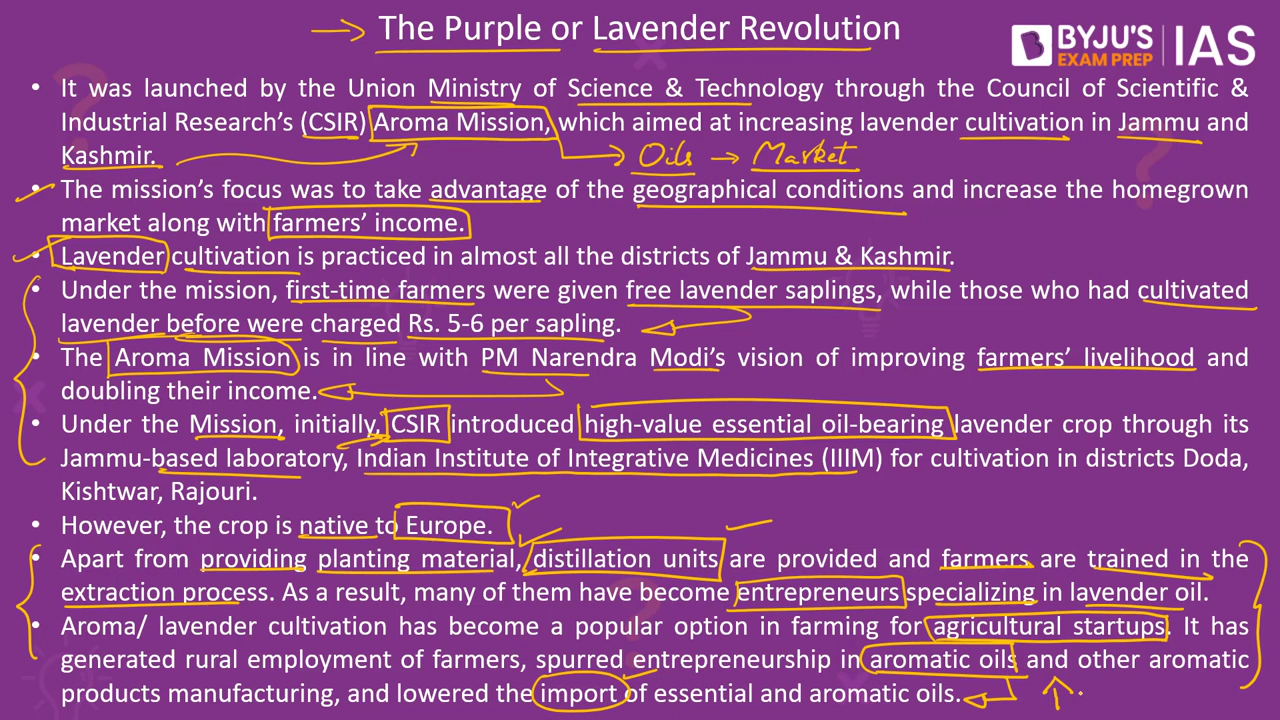 The Purple or Lavender Revolution
BYJU'S
EXAM PREP
IAS
• It was launched by the Union Ministry of Science & Technology through the Council of Scientific &
Industrial Research's (CSIR) Aroma Mission, which aimed at increasing lavender cultivation in Jammu and
Kashmir.
Oils → Market
• The mission's focus was to take advantage of the geographical conditions and increase the homegrown
market along with farmers' income.
• Lavender cultivation is practiced in almost all the districts of Jammu & Kashmir.
• Under the mission, first-time farmers were given free lavender saplings, while those who had cultivated
lavender before were charged Rs. 5-6 per sapling.
• The Aroma Mission is in line with PM Narendra Modi's vision of improving farmers' livelihood and
doubling their income.
• Under the Mission, initially, CSIR introduced high-value essential oil-bearing lavender crop through its
Jammu-based laboratory, Indian Institute of Integrative Medicines (IIIM) for cultivation in districts Doda,
Kishtwar, Rajouri.
• However, the crop is native to Europe.
• Apart from providing planting material, distillation units are provided and farmers are trained in the
extraction process. As a result, many of them have become entrepreneurs specializing in lavender oil.
• Aroma/ lavender cultivation has become a popular option in farming for agricultural startups. It has
generated rural employment of farmers, spurred entrepreneurship in aromatic oils and other aromatic
products manufacturing, and lowered the import of essential and aromatic oils.